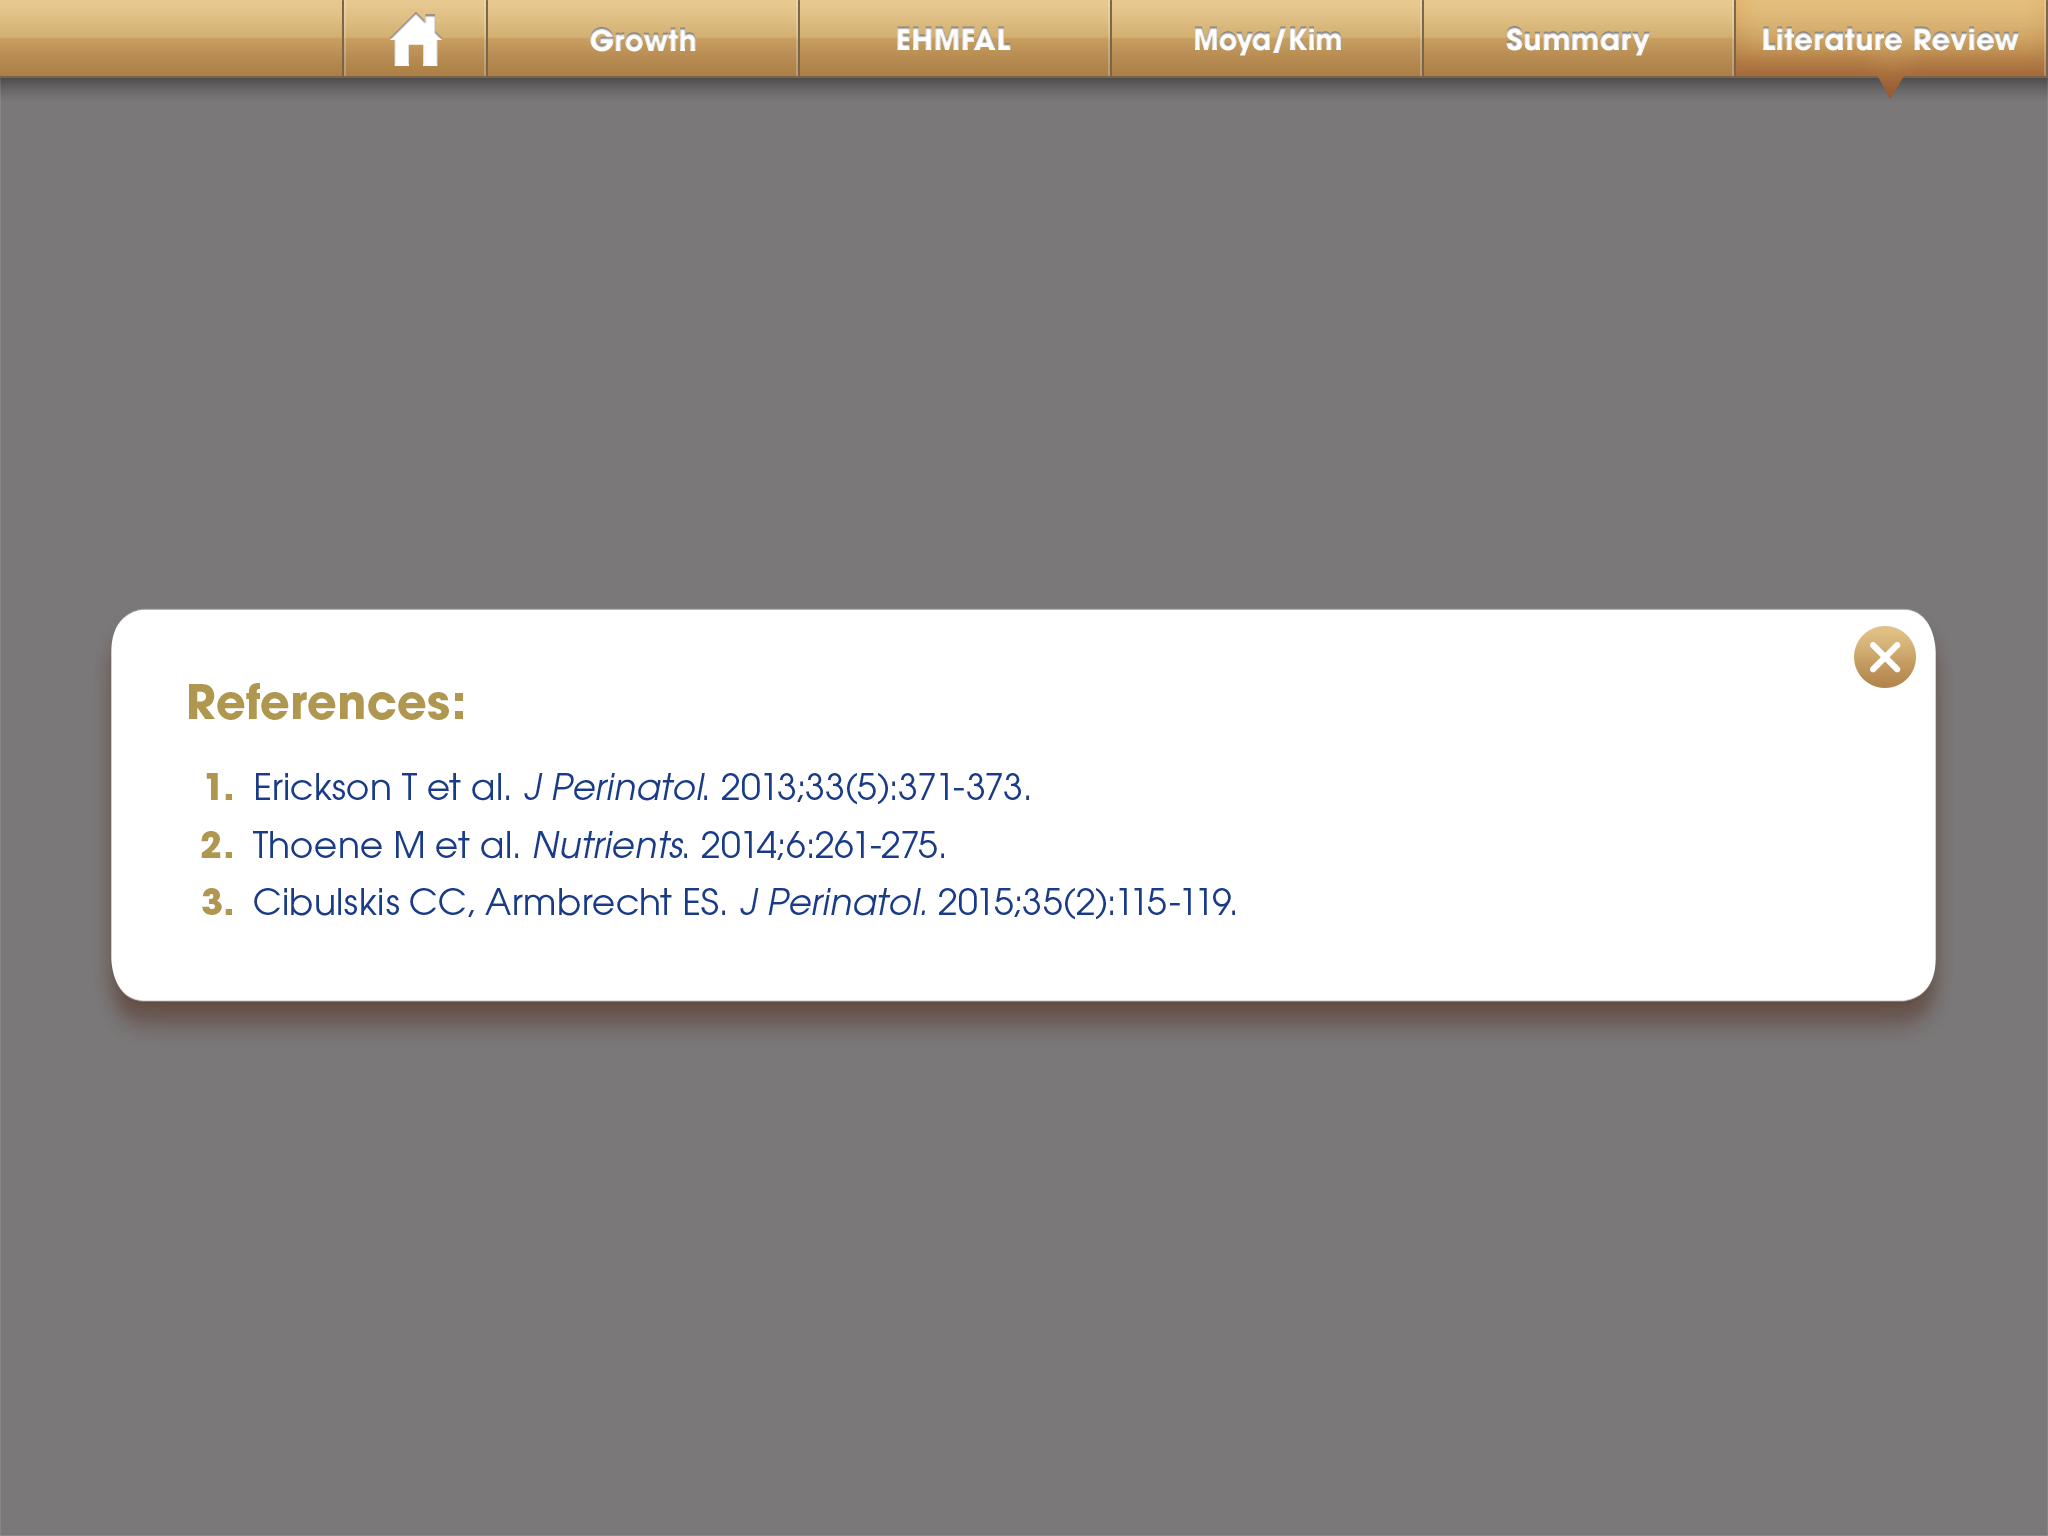 Growth
EHMFAL
Moya/Kim
Summary
Literature Review
References:
1. Erickson T et al. J Perinatol. 2013;33(5):371-373.
2. Thoene M et al. Nutrients. 2014;6:261-275.
3. Cibulskis CC, Armbrecht ES. J Perinatol. 2015;35(2):115-119.